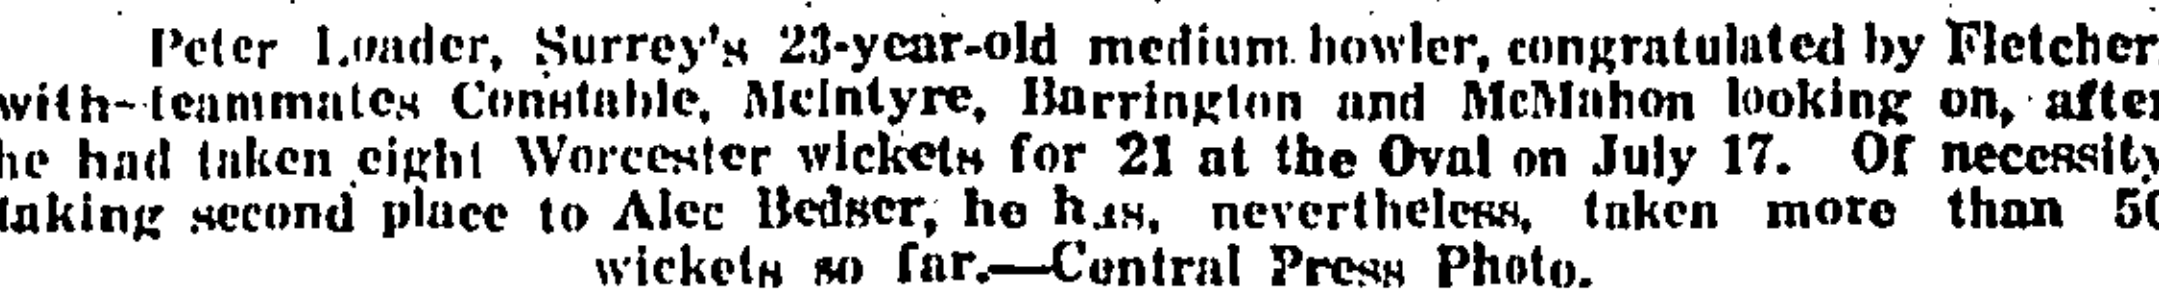 Peter Loader, Surrey's 23-year-old medium bowler, congratulated by Fletcher,
with teammates Constable, McIntyre, Barrington and McMahon looking on, after
he had taken eight Worcester wickets for 21 at the Oval on July 17. Of necessity
taking second place to Alec Bedser, he has, nevertheless, taken more than 50
wickets so far.—Central Press Photo.